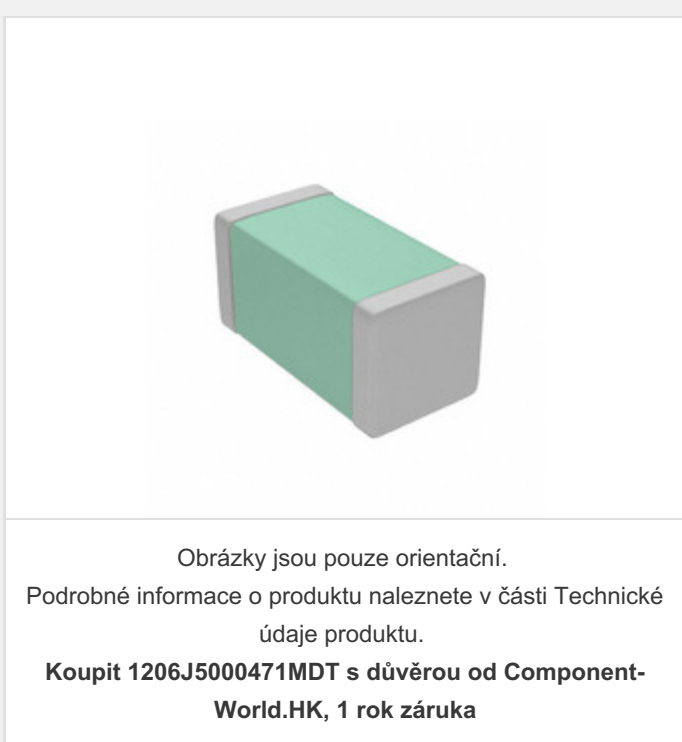 Obrázky jsou pouze orientační.
Podrobné informace o produktu naleznete v části Technické
údaje produktu.
Koupit 1206J5000471MDT s důvěrou od Component-
World.HK, 1 rok záruka